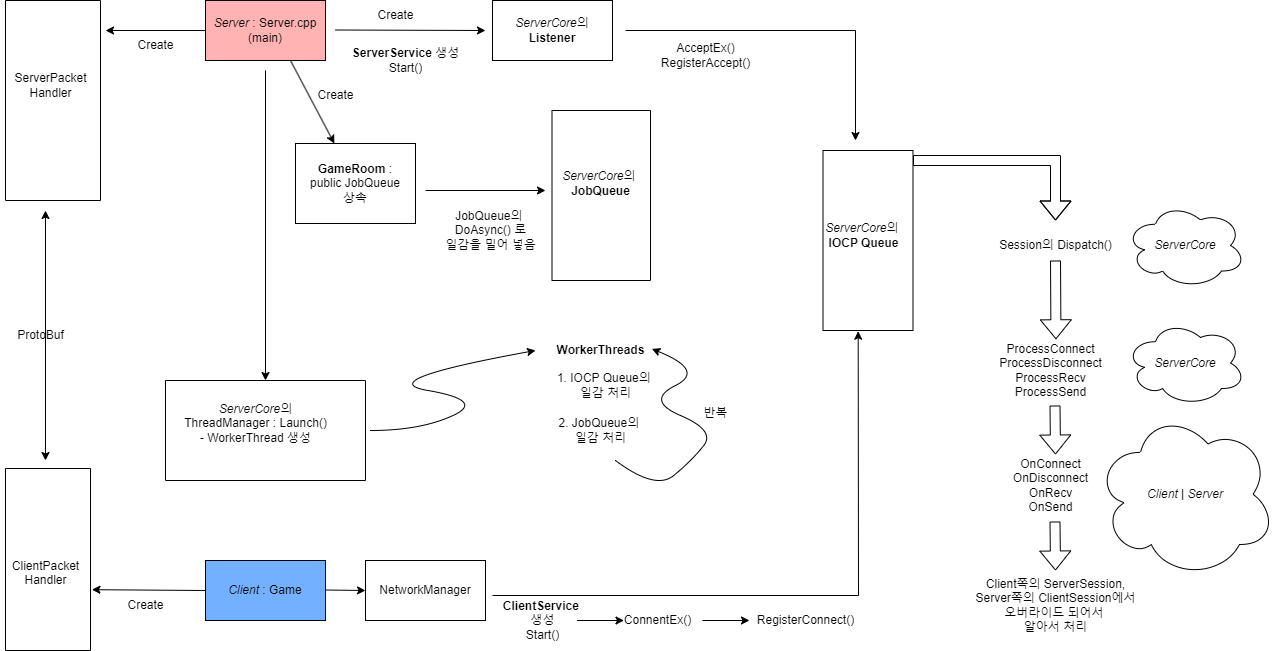 Server : Server.cpp
(main)
Create
Create
ServerService 생성
Start()
ServerCore의
Listener
AcceptEx()
RegisterAccept()
ServerPacket
Handler
Create
GameRoom :
public JobQueue
상속
ServerCore의
JobQueue
JobQueue의
DoAsync() 로
일감을 밀어 넣음
ServerCore의
IOCP Queue
Session의 Dispatch()
ServerCore
ProtoBuf
WorkerThreads
1. IOCP Queue의
일감 처리
2. JobQueue의
일감 처리
반복
ProcessConnect
ProcessDisconnect
ProcessRecv
ProcessSend
ServerCore
ServerCore의
ThreadManager : Launch()
- WorkerThread 생성
OnConnect
OnDisconnect
OnRecv
OnSend
Client | Server
ClientPacket
Handler
Create
Client : Game
NetworkManager
ClientService
생성
Start()
ConnentEx()
RegisterConnect()
Client쪽의 ServerSession,
Server쪽의 ClientSession에서
오버라이드 되어서
알아서 처리